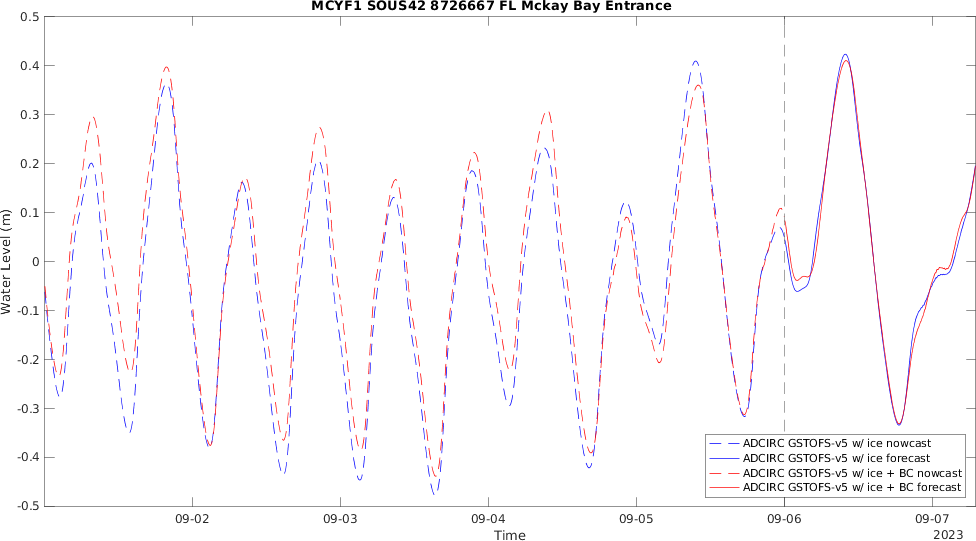 MCYF1 SOUS42 8726667 FL Mckay Bay Entrance
0.5
0.4
0.3
0.2
0.1
0
-0.1
-0.2
-0.3
-0.4
-0.5
Water Level (m)
ADCIRC GSTOFS-v5 w/ ice nowcast
ADCIRC GSTOFS-v5 w/ ice forecast
ADCIRC GSTOFS-v5 w/ ice + BC nowcast
ADCIRC GSTOFS-v5 w/ ice + BC forecast
09-02 09-03 09-04 09-05 09-06 09-07
Time
2023